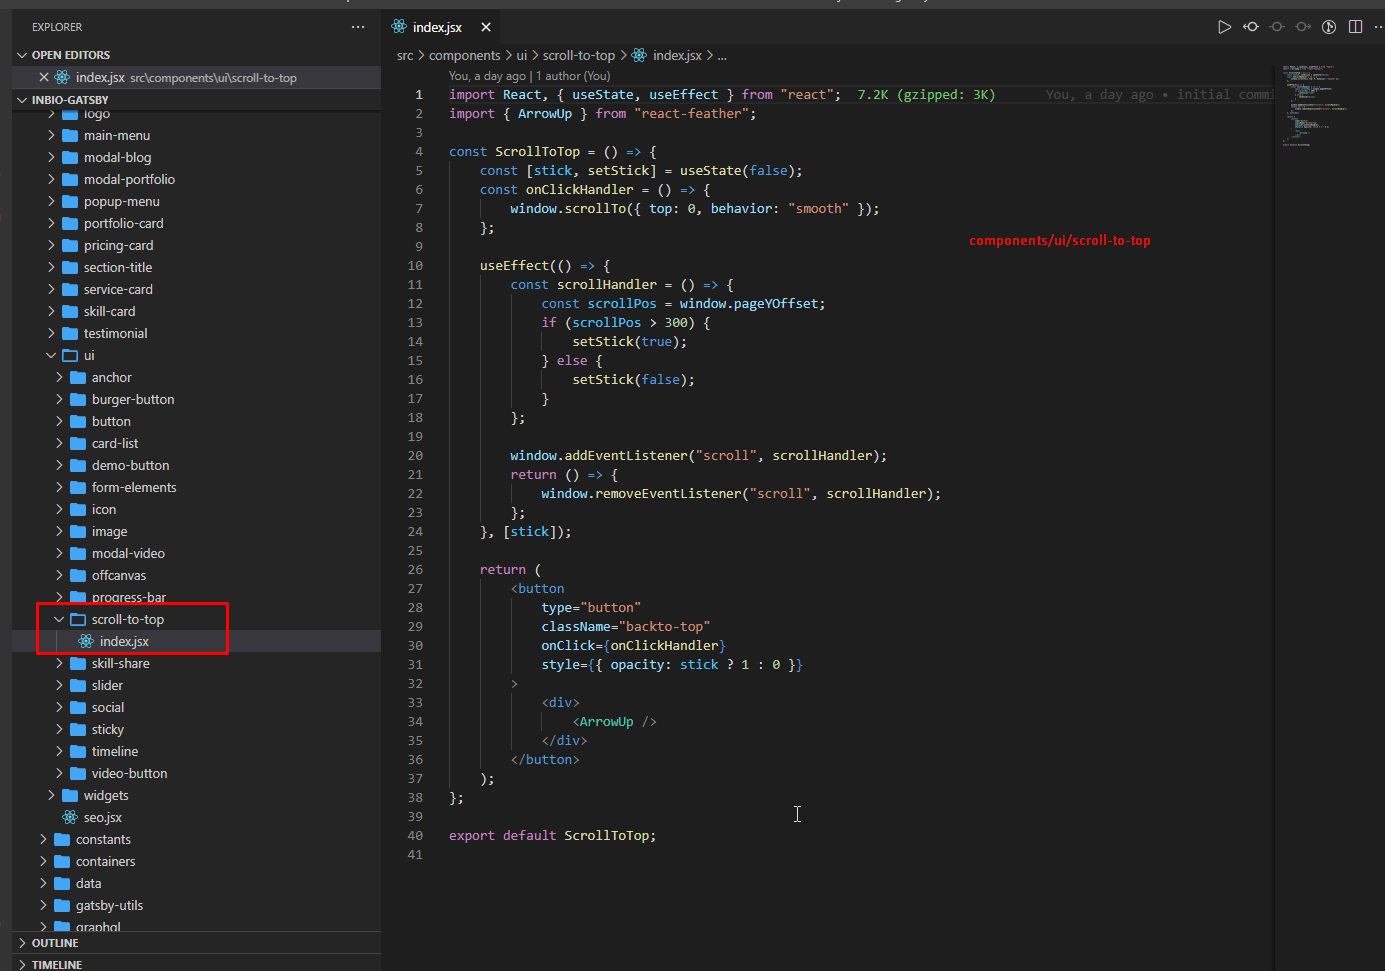 EXPLORER
OPEN EDITORS
index.jsx src\components\ui\scroll-to-top
INBIO-GATSBY
logo
main-menu
modal-blog
modal-portfolio
popup-menu
portfolio-card
pricing-card
section-title
service-card
skill-card
testimonial
ui
anchor
burger-button
button
card-list
demo-button
form-elements
icon
image
modal-video
offcanvas
progress-bar
scroll-to-top
index.jsx
skill-share
slider
social
sticky
timeline
video-button
widgets
seo.jsx
constants
containers
data
gatsby-utils
graphql
OUTLINE
TIMELINE
index.jsx
src > components > ui > scroll-to-top > index.jsx > ...
You, a day ago | 1 author (You)
1 import React, { useState, useEffect } from "react"; 7.2K (gzipped: 3K) You, a day ago • initial commi
2 import { ArrowUp } from "react-feather";
3
4 const ScrollToTop = () => {
5 const [stick, setStick] = useState(false);
6 const onClickHandler = () => {
7 window.scrollTo({ top: 0, behavior: "smooth" });
8 };
9
components/ui/scroll-to-top
10 useEffect(() => {
11 const scrollHandler = () => {
12 const scrollPos = window.pageYOffset;
13 if (scrollPos > 300) {
14 setStick(true);
15 } else {
16 setStick(false);
17 }
18 };
19
20 window.addEventListener("scroll", scrollHandler);
21 return () => {
22 window.removeEventListener("scroll", scrollHandler);
23 };
24 }, [stick]);
25
26 return (
27 <button
28 type="button"
29 className="backto-top"
30 onClick={onClickHandler}
31 style={{ opacity: stick ? 1 : 0 }}
32 >
33 <div>
34 <ArrowUp />
35 </div>
36 </button>
37 );
38 };
39
40 export default ScrollToTop;
41